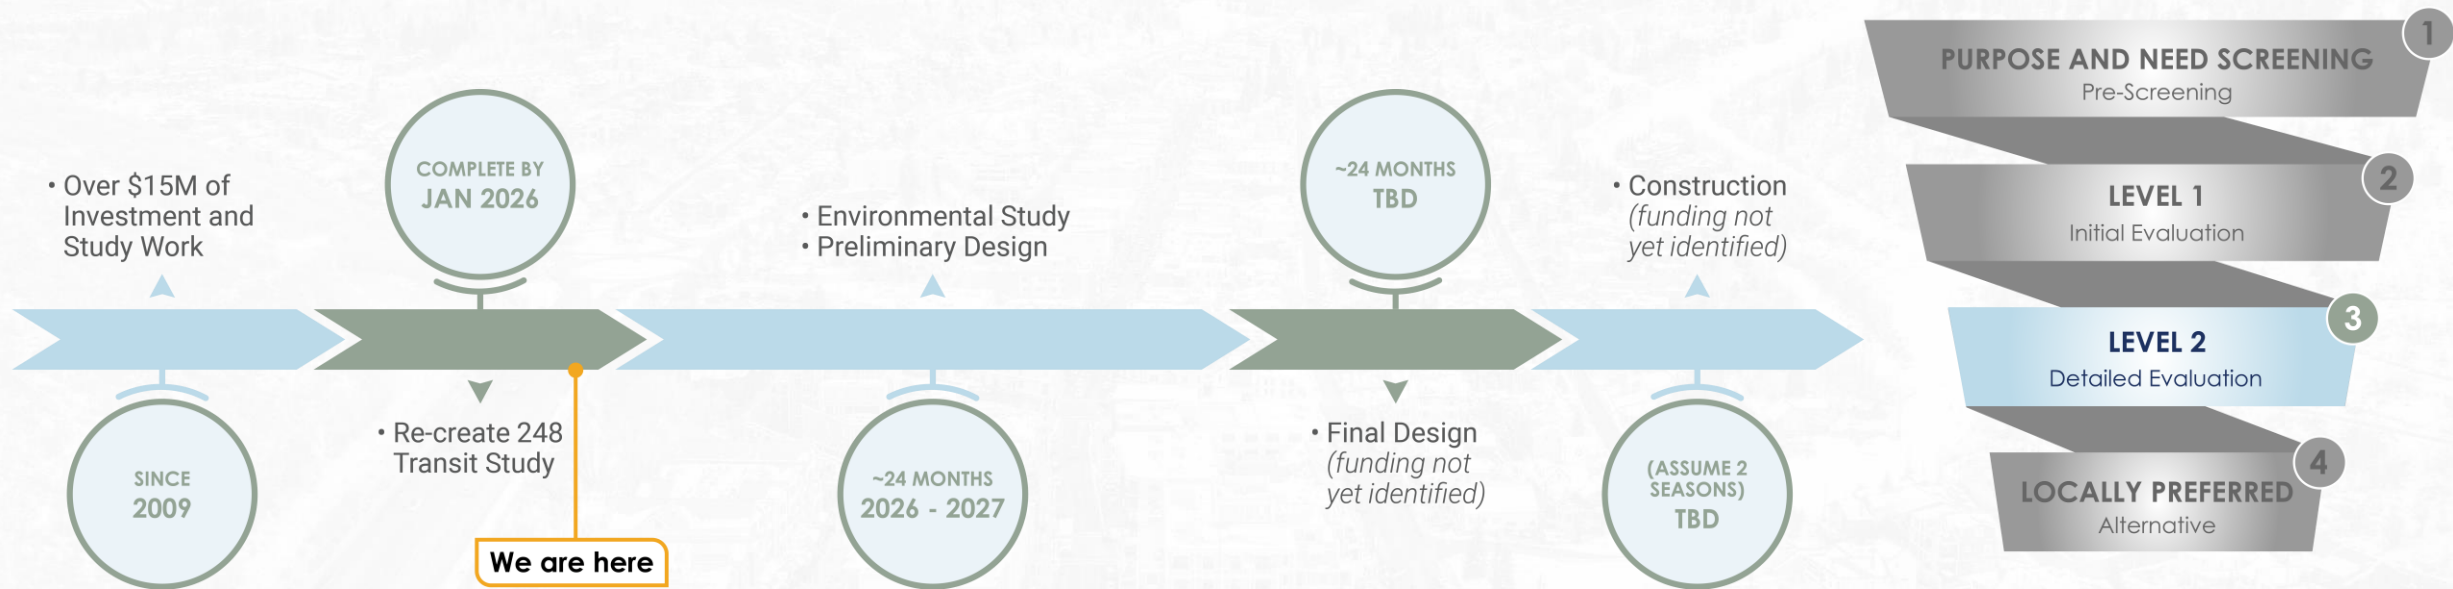 • Over $15M of
Investment and
Study Work
SINCE
2009
COMPLETE BY
JAN 2026
• Re-create 248
Transit Study
We are here
• Environmental Study
• Preliminary Design
~24 MONTHS
2026 - 2027
~24 MONTHS
TBD
• Final Design
(funding not
yet identified)
• Construction
(funding not
yet identified)
(ASSUME 2
SEASONS)
TBD
1
PURPOSE AND NEED SCREENING
Pre-Screening
2
LEVEL 1
Initial Evaluation
3
LEVEL 2
Detailed Evaluation
4
LOCALLY PREFERRED
Alternative